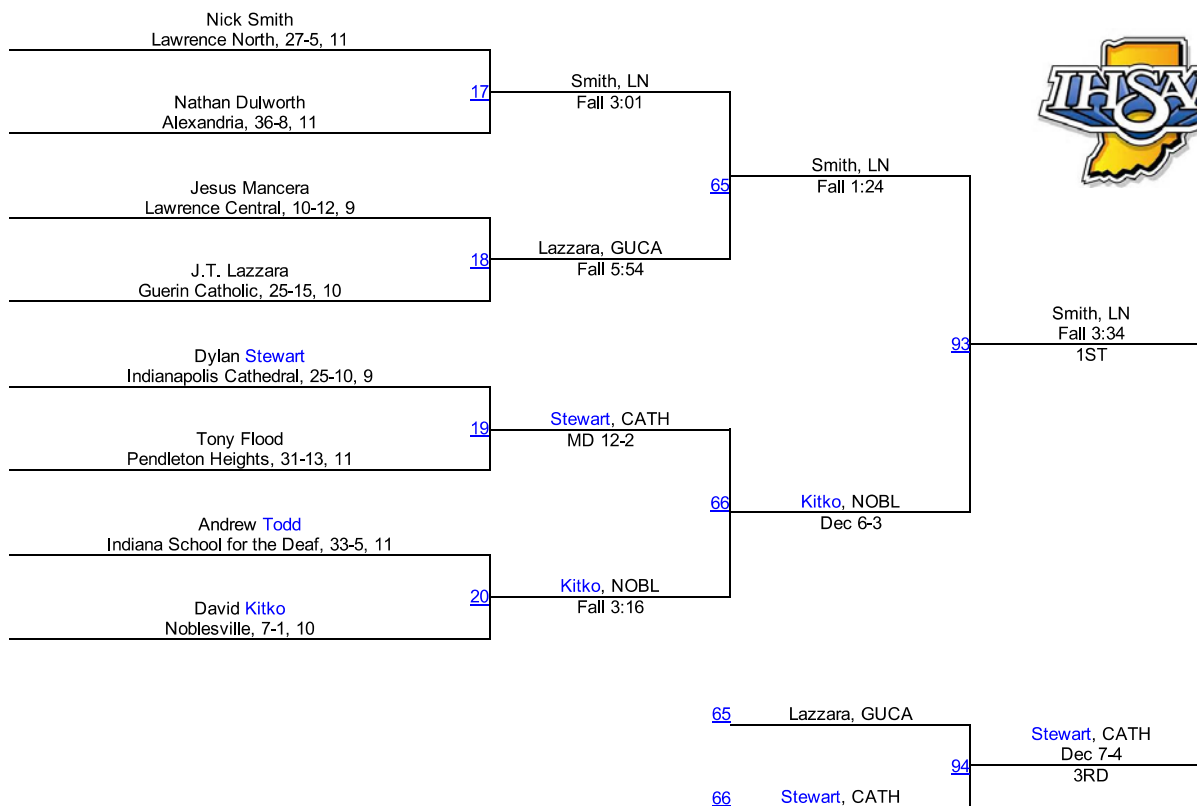 Nick Smith
Lawrence North, 27-5, 11
17
Smith, LN
Fall 3:01
Nathan Dulworth
Alexandria, 36-8, 11
IHSAA
65
Smith, LN
Fall 1:24
Jesus Mancera
Lawrence Central, 10-12, 9
18
Lazzara, GUCA
Fall 5:54
J.T. Lazzara
Guerin Catholic, 25-15, 10
93
Smith, LN
Fall 3:34
1ST
Dylan Stewart
Indianapolis Cathedral, 25-10, 9
19
Stewart, CATH
MD 12-2
Tony Flood
Pendleton Heights, 31-13, 11
66
Kitko, NOBL
Dec 6-3
Andrew Todd
Indiana School for the Deaf, 33-5, 11
20
Kitko, NOBL
Fall 3:16
David Kitko
Noblesville, 7-1, 10
65
Lazzara, GUCA
94
Stewart, CATH
Dec 7-4
3RD
66
Stewart, CATH